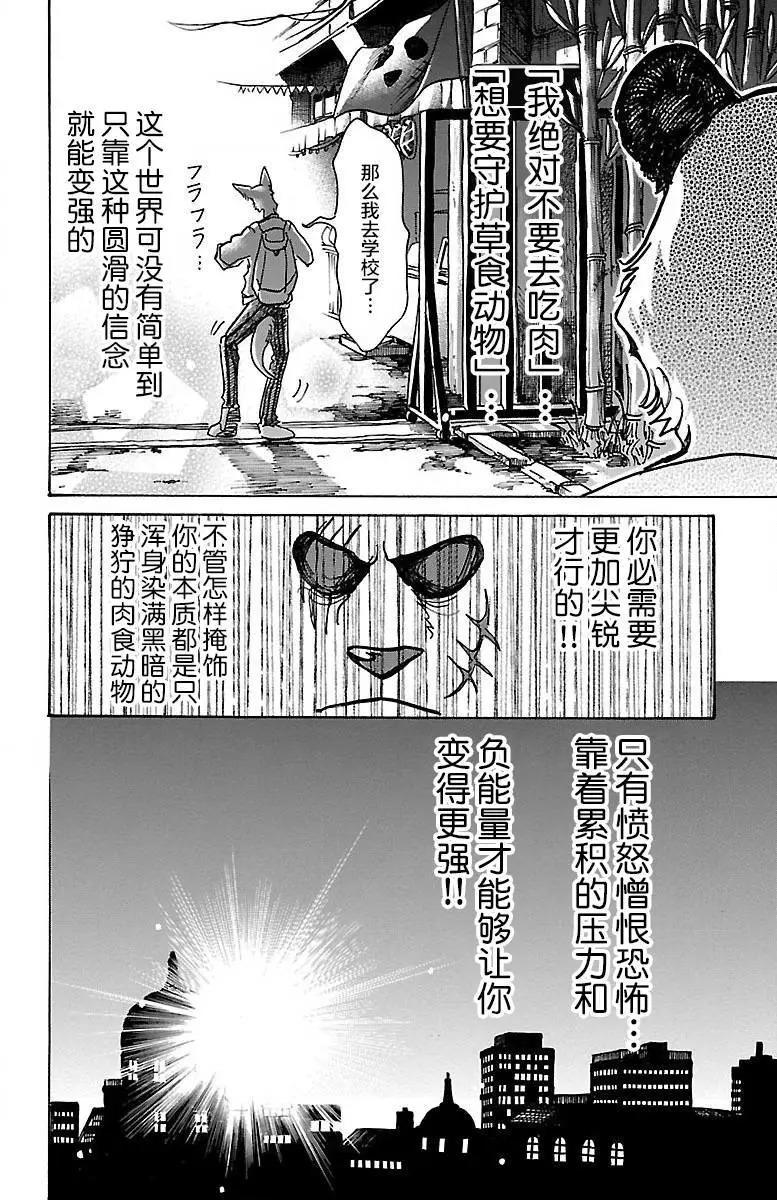 『我绝对不要去吃肉』…
『想要守护草食动物』…
那么我去学校了…
フラフラ…
这个世界可没有简单到
只靠这种圆滑的信念
就能变强的
你必需要
更加尖锐
才行的!!
不管怎样掩饰
你的本质都是只
浑身染满黑暗的
狰狞的肉食动物
只有愤怒憎恨恐怖…
靠着累积的压力和
负能量才能够让你
变得更强!!